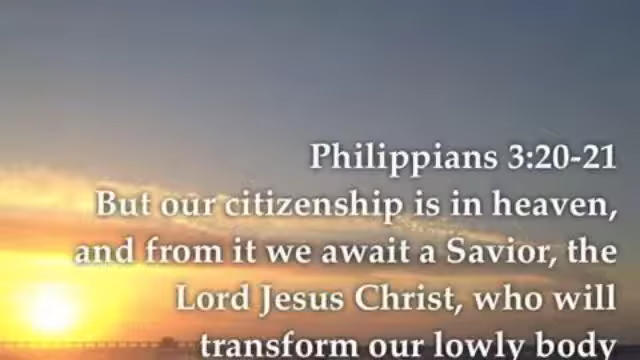 Philippians 3:20-21
But our citizenship is in heaven,
and from it we await a Savior, the
Lord Jesus Christ, who will
transform our lowly body